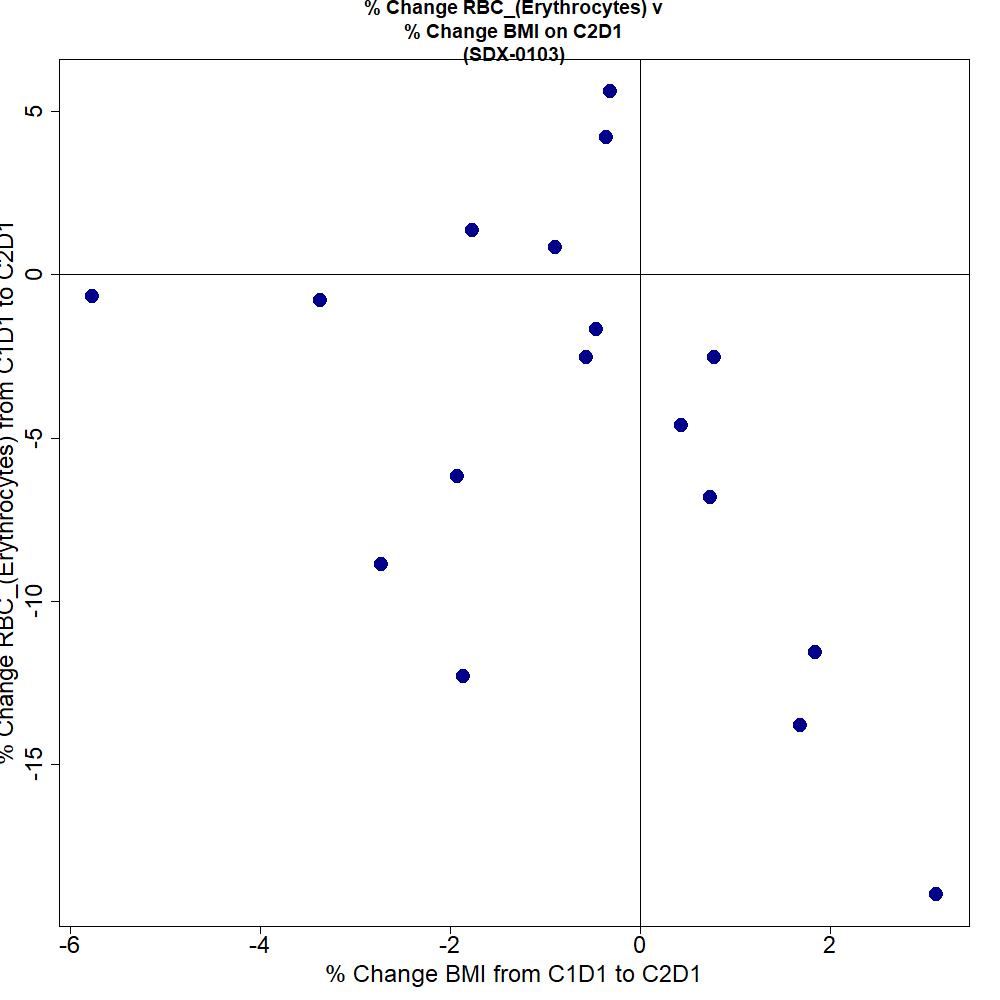 % Change RBC_(Erythrocytes) v
% Change BMI on C2D1
(SDX-0103)
% Change RBC_(Erythrocytes) from C1D1 to C2D1
5
0
-5
-10
-15
-6
-4
-2
0
2
% Change BMI from C1D1 to C2D1